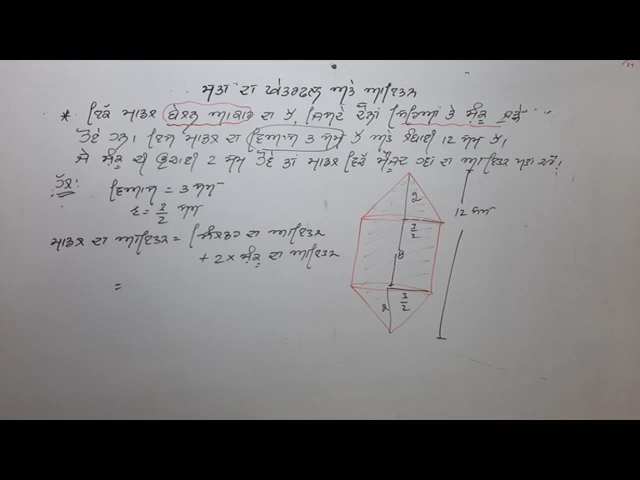 ਸਤਾ ਦਾ ਖੇਤਰਫਲ ਅਤੇ ਆਇਤਨ
* ਇਕ ਮਾਡਲ ਬੇਲਨ ਆਕਾਰ ਦਾ ਹੈ, ਜਿਸਦੇ ਦੋਨਾਂ ਸਿਰਿਆਂ ਤੇ ਸ਼ੰਕੂ ਜੁੜੇ
ਹੋਏ ਹਨ। ਇਸ ਮਾਡਲ ਦਾ ਵਿਆਸ 3 ਸਮ ਹੈ ਅਤੇ ਲੰਬਾਈ 12 ਸਮ ਹੈ,
ਜੇ ਸ਼ੰਕੂ ਦੀ ਉਚਾਈ 2 ਸਮ ਹੋਵੇ ਤਾਂ ਮਾਡਲ ਵਿੱਚ ਮੌਜੂਦ ਹਵਾ ਦਾ ਆਇਤਨ ਪਤਾ ਕਰੋ।
ਹੱਲ: ਵਿਆਸ = 3 ਸਮ
= 3/2 ਸਮ
ਮਾਡਲ ਦਾ ਆਇਤਨ = ਸਿਲੰਡਰ ਦਾ ਆਇਤਨ
+ 2 × ਸ਼ੰਕੂ ਦਾ ਆਇਤਨ
=
2
3/2
8
3/2
2
12 ਸਮ